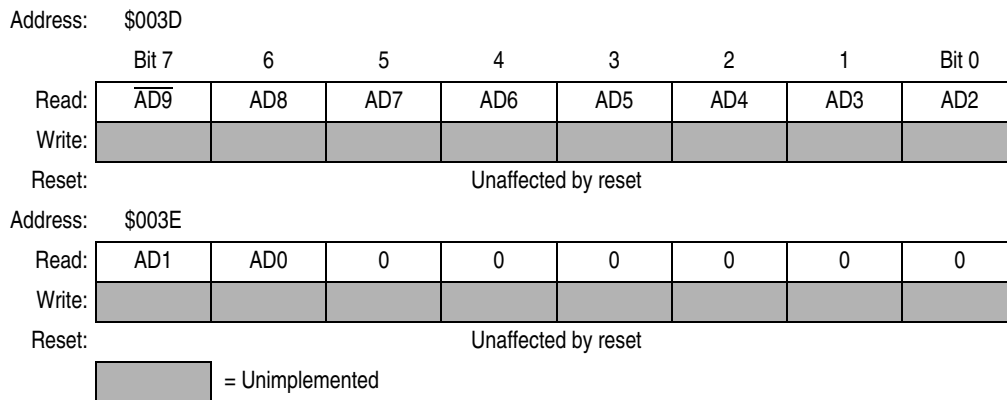 Address: $003D
Bit 7 6 5 4 3 2 1 Bit 0
Read: A̅D̅9̅ AD8 AD7 AD6 AD5 AD4 AD3 AD2
Write:
Reset: Unaffected by reset
Address: $003E
Read: AD1 AD0 0 0 0 0 0 0
Write:
Reset: Unaffected by reset
= Unimplemented